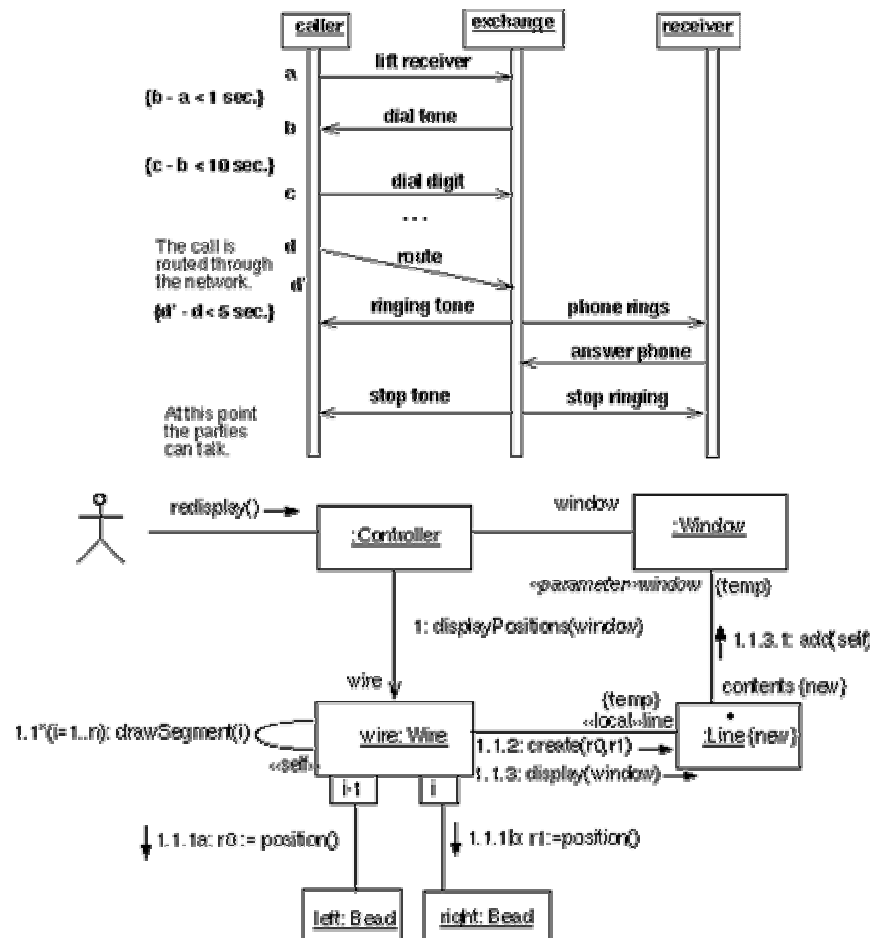 caller
exchange
receiver
a
lift receiver
{b - a < 1 sec.}
b
dial tone
{c - b < 10 sec.}
c
dial digit
...
The call is
routed through
the network.
d
route
d'
{d' - d < 5 sec.}
ringing tone
phone rings
answer phone
stop tone
stop ringing
At this point
the parties
can talk.
redisplay()
:Controller
window
:Window
«parameter»window
{temp}
1: displayPositions(window)
1.1.3.1: add(self)
wire
contents {new}
{temp}
«local»line
1.1*(i=1..n): drawSegment(i)
wire: Wire
:Line{new}
«self»
1.1.2: create(r0,r1)
1.1.3: display(window)
i-1
i
1.1.1a: r0 := position()
1.1.1b: r1:=position()
left: Bead
right: Bead